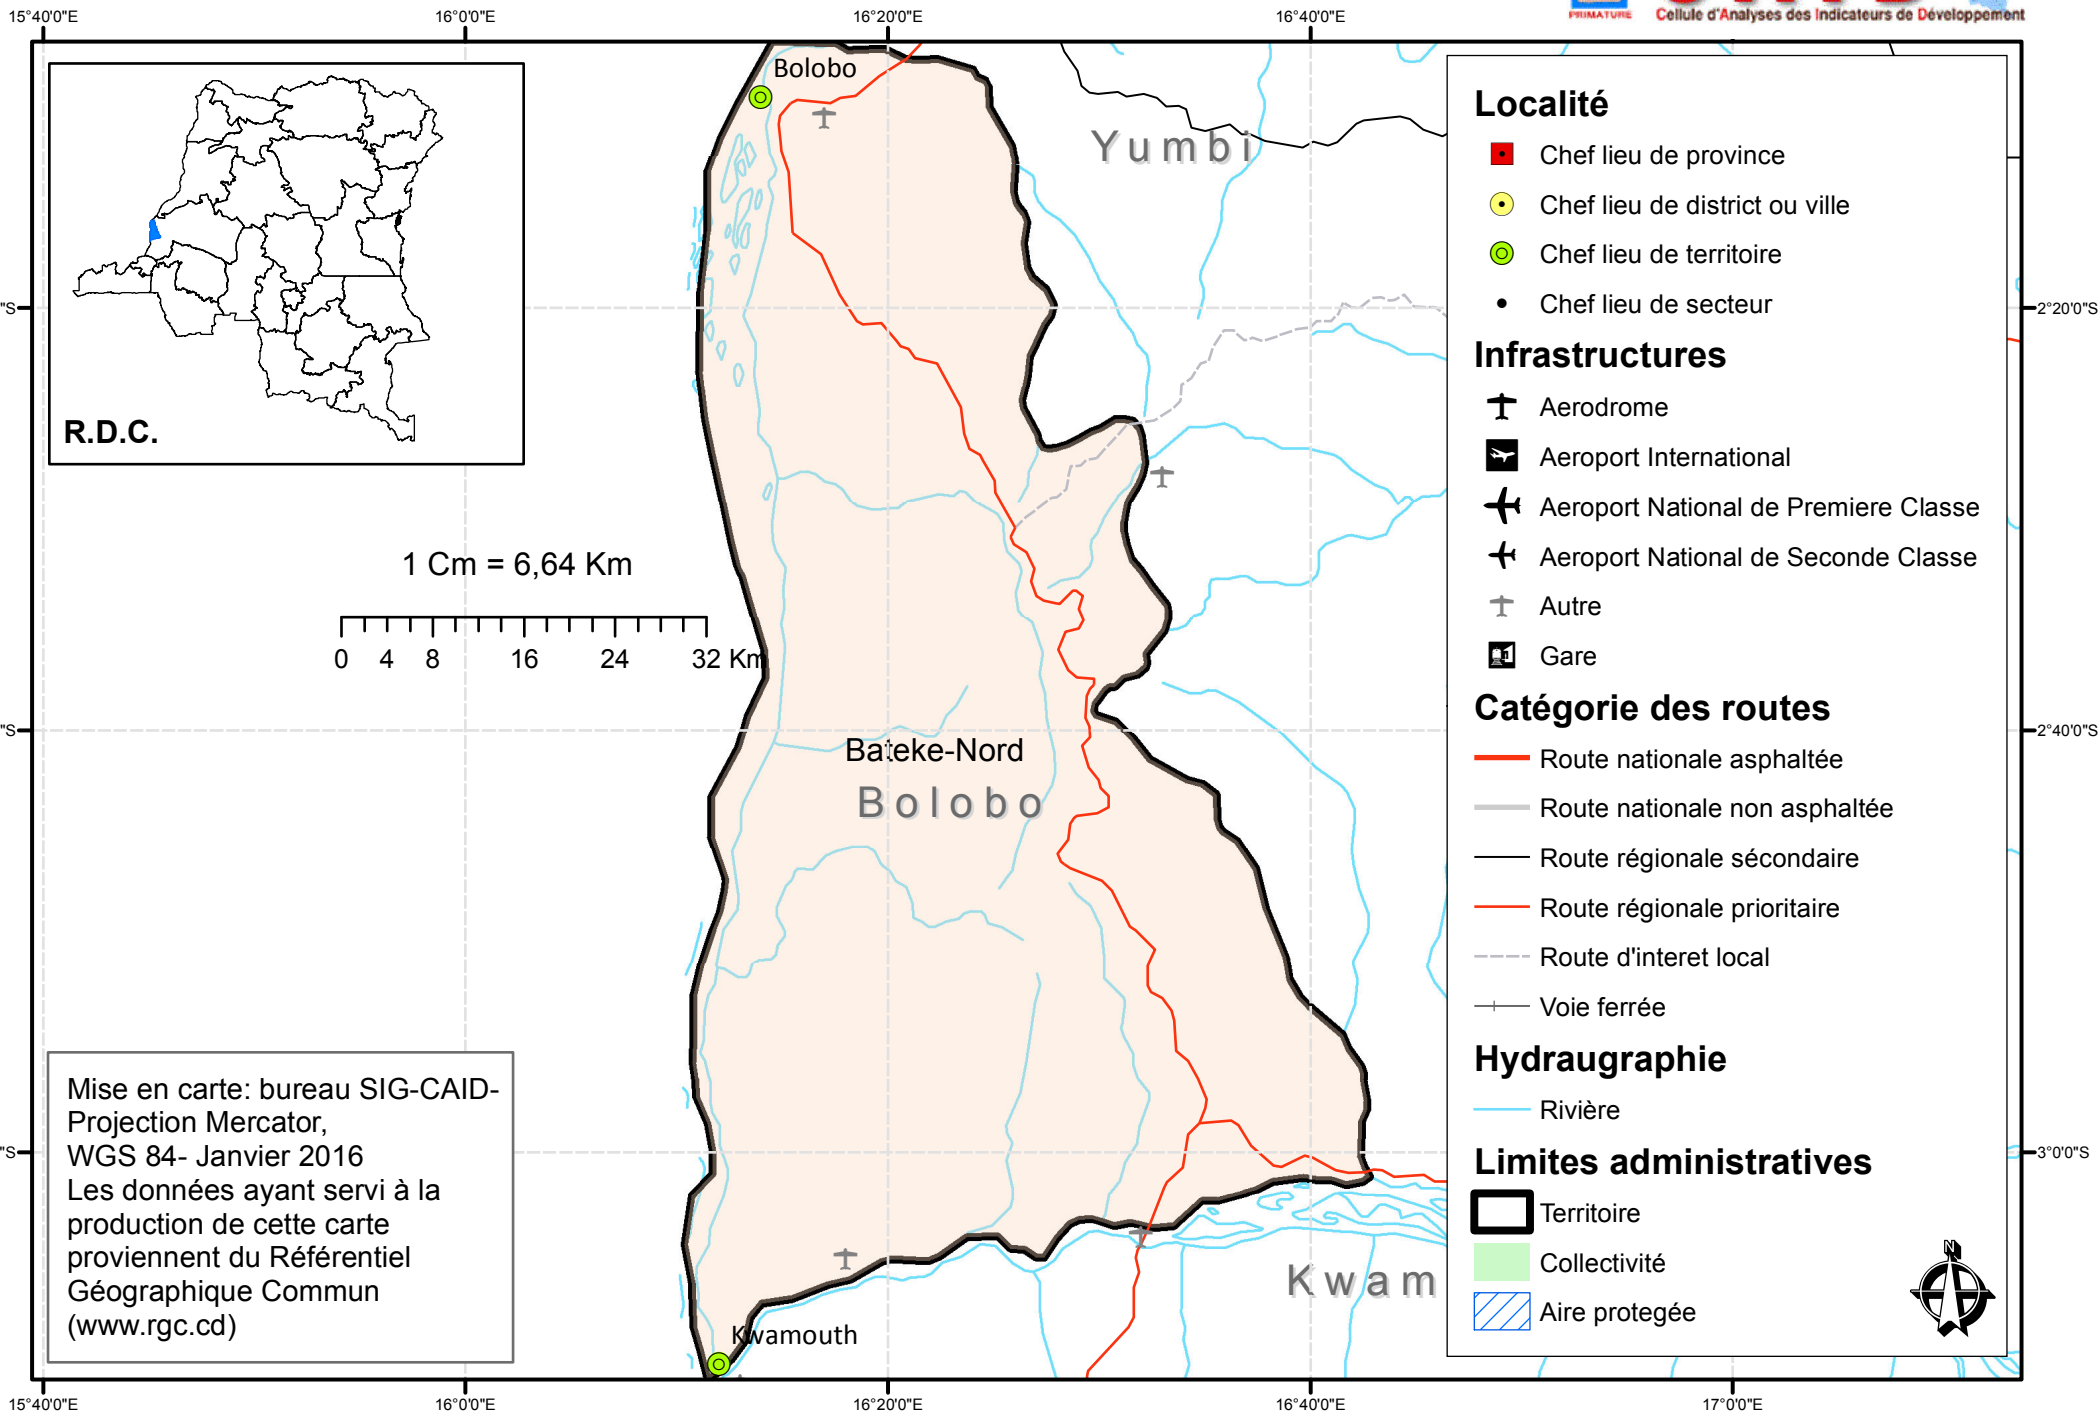 15°40'0"E
16°0'0"E
16°20'0"E
16°40'0"E
PRIMATURE
Cellule d'Analyses des Indicateurs de Développement
R.D.C.
Bolobo
Yumbi
1 Cm = 6,64 Km
0 4 8 16 24 32 Km
Bateke-Nord
Bolobo
Kwamouth
Kwam
Mise en carte: bureau SIG-CAID-
Projection Mercator,
WGS 84- Janvier 2016
Les données ayant servi à la
production de cette carte
proviennent du Référentiel
Géographique Commun
(www.rgc.cd)
Localité
Chef lieu de province
Chef lieu de district ou ville
Chef lieu de territoire
Chef lieu de secteur
Infrastructures
Aerodrome
Aeroport International
Aeroport National de Premiere Classe
Aeroport National de Seconde Classe
Autre
Gare
Catégorie des routes
Route nationale asphaltée
Route nationale non asphaltée
Route régionale sécondaire
Route régionale prioritaire
Route d'interet local
Voie ferrée
Hydraugraphie
Rivière
Limites administratives
Territoire
Collectivité
Aire protegée
N
"S
"S
"S
2°20'0"S
2°40'0"S
3°0'0"S
15°40'0"E
16°0'0"E
16°20'0"E
16°40'0"E
17°0'0"E